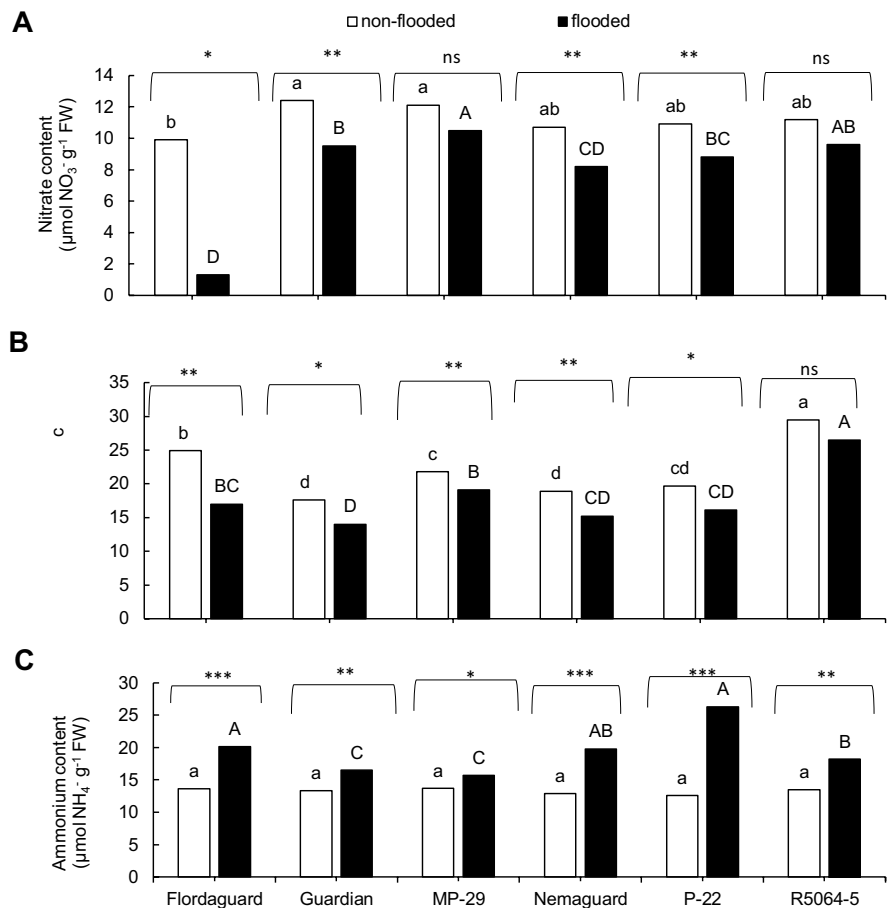 non-flooded flooded
A
* ** ns ** ** ns
14
12
10
8
6
4
2
0
Nitrate content
(µmol NO₃⁻ g⁻¹ FW)
b D a B a A ab CD ab BC ab AB
B
** * ** ** * ns
35
30
25
20
15
10
5
0
c
b BC d D c B d CD cd CD a A
C
*** ** * *** *** **
30
25
20
15
10
5
0
Ammonium content
(µmol NH₄⁻ g⁻¹ FW)
a A a C a C a AB a A a B
Flordaguard Guardian MP-29 Nemaguard P-22 R5064-5